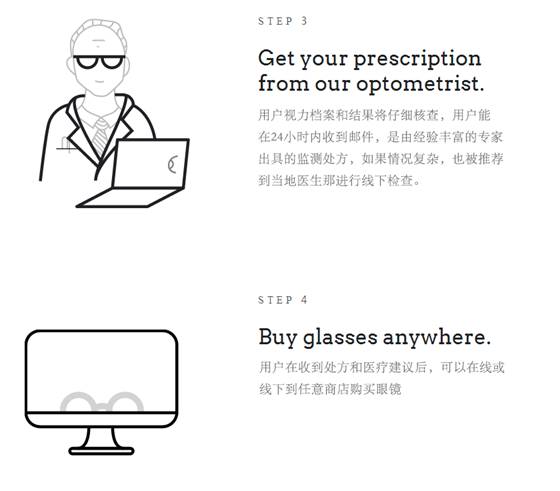 STEP 3
Get your prescription
from our optometrist.
用户视力档案和结果将仔细核查，用户能
在24小时内收到邮件，是由经验丰富的专家
出具的监测处方，如果情况复杂，也被推荐
到当地医生那进行线下检查。
STEP 4
Buy glasses anywhere.
用户在收到处方和医疗建议后，可以在线或
线下到任意商店购买眼镜